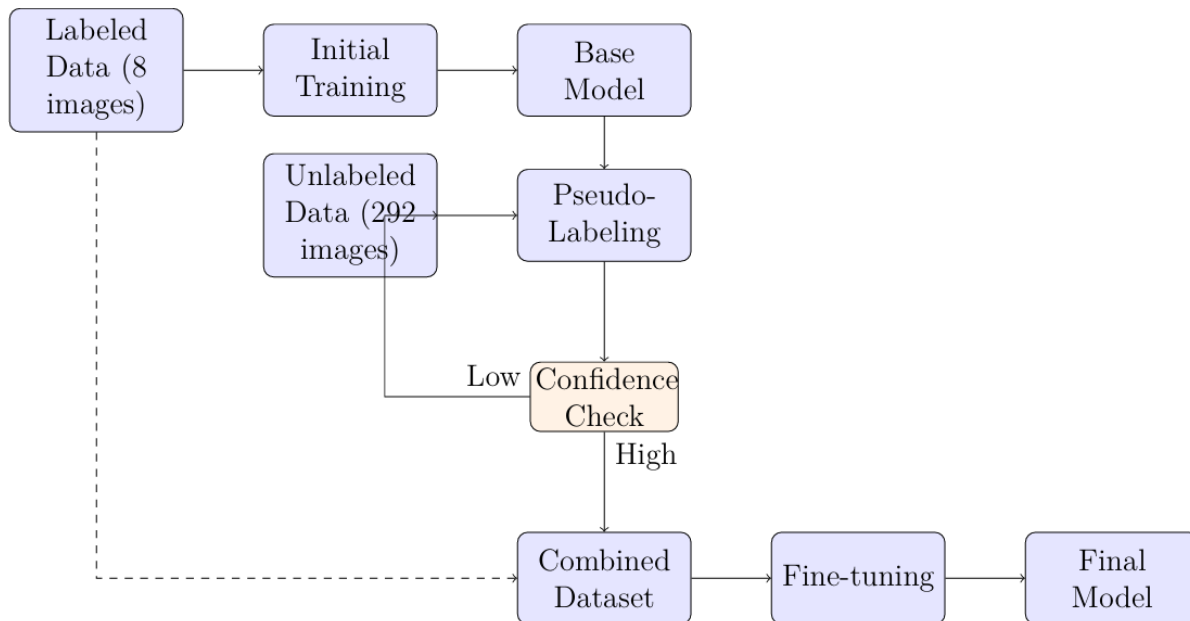 Labeled
Data (8
images)
Initial
Training
Base
Model
Unlabeled
Data (292
images)
Pseudo-
Labeling
Low
Confidence
Check
High
Combined
Dataset
Fine-tuning
Final
Model